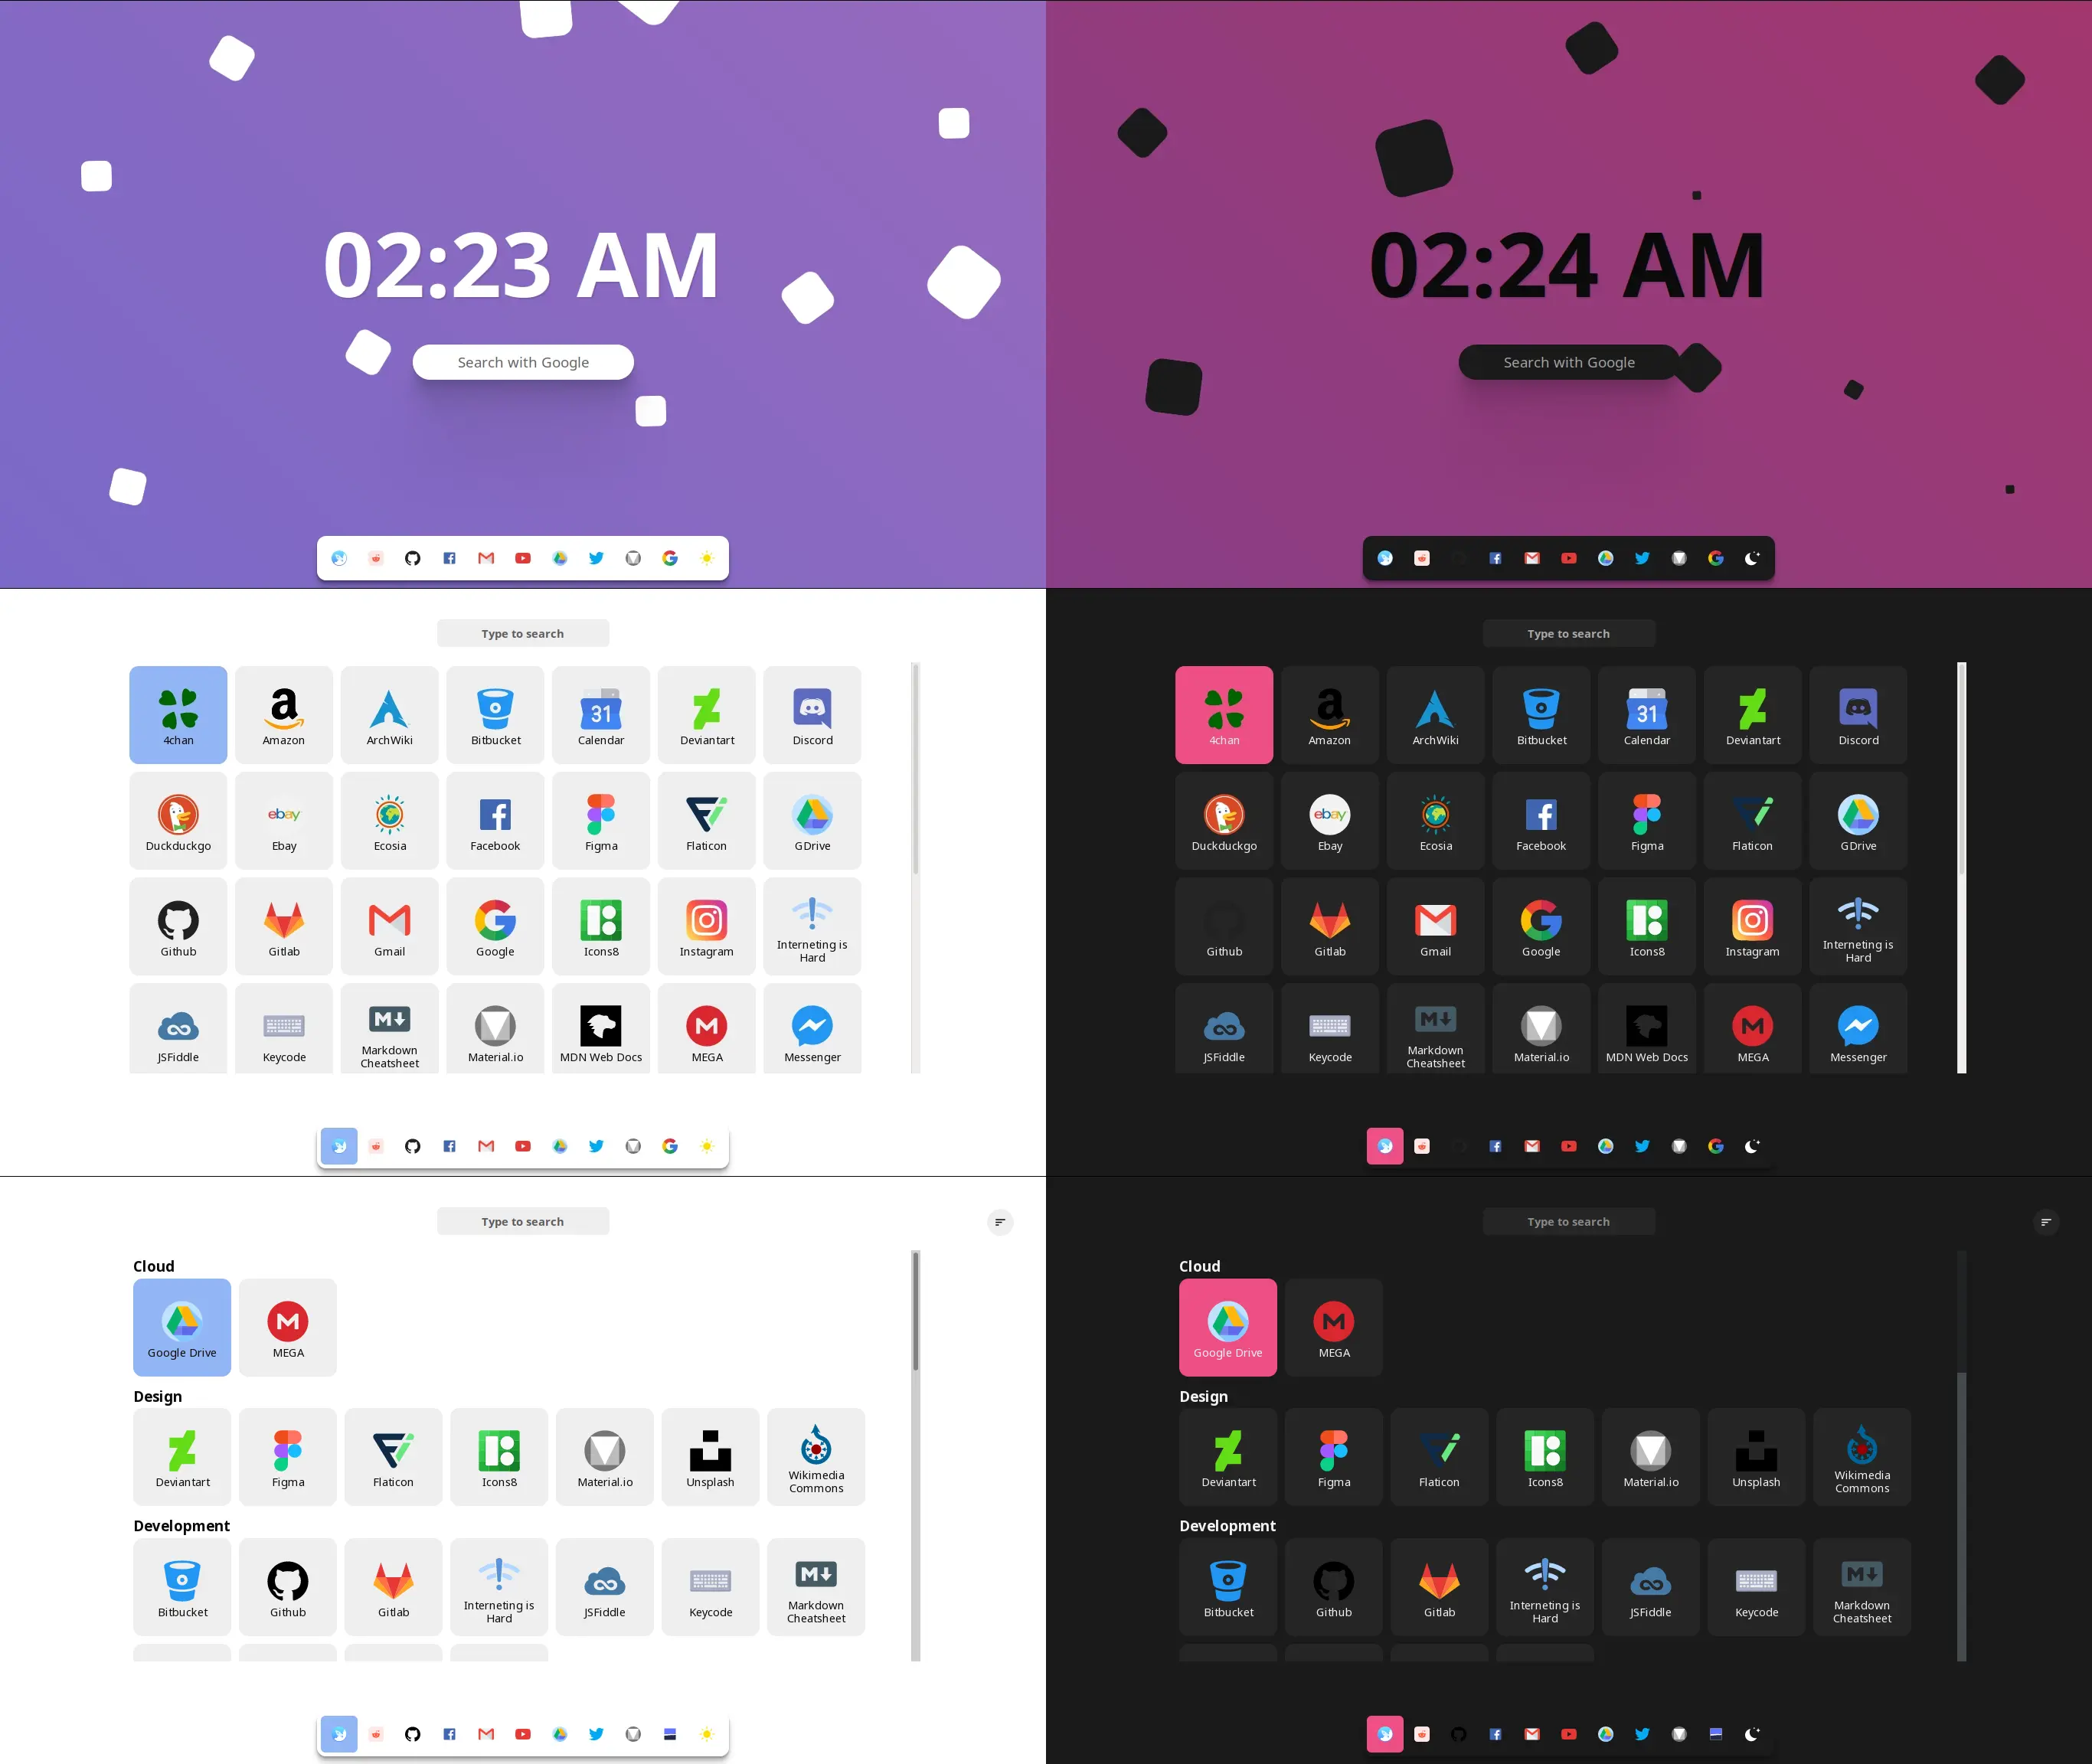 02:23 AM
Search with Google
02:24 AM
Search with Google
Type to search
4chan
Amazon
ArchWiki
Bitbucket
31
Calendar
Deviantart
Discord
Duckduckgo
ebay
Ebay
Ecosia
Facebook
Figma
Flaticon
GDrive
Github
Gitlab
Gmail
Google
Icons8
Instagram
Interneting is
Hard
JSFiddle
Keycode
Markdown
Cheatsheet
Material.io
MDN Web Docs
MEGA
Messenger
Type to search
4chan
Amazon
ArchWiki
Bitbucket
31
Calendar
Deviantart
Discord
Duckduckgo
ebay
Ebay
Ecosia
Facebook
Figma
Flaticon
GDrive
Github
Gitlab
Gmail
Google
Icons8
Instagram
Interneting is
Hard
JSFiddle
Keycode
Markdown
Cheatsheet
Material.io
MDN Web Docs
MEGA
Messenger
Type to search
Cloud
Google Drive
MEGA
Design
Deviantart
Figma
Flaticon
Icons8
Material.io
Unsplash
Wikimedia
Commons
Development
Bitbucket
Github
Gitlab
Interneting is
Hard
JSFiddle
Keycode
Markdown
Cheatsheet
Type to search
Cloud
Google Drive
MEGA
Design
Deviantart
Figma
Flaticon
Icons8
Material.io
Unsplash
Wikimedia
Commons
Development
Bitbucket
Github
Gitlab
Interneting is
Hard
JSFiddle
Keycode
Markdown
Cheatsheet